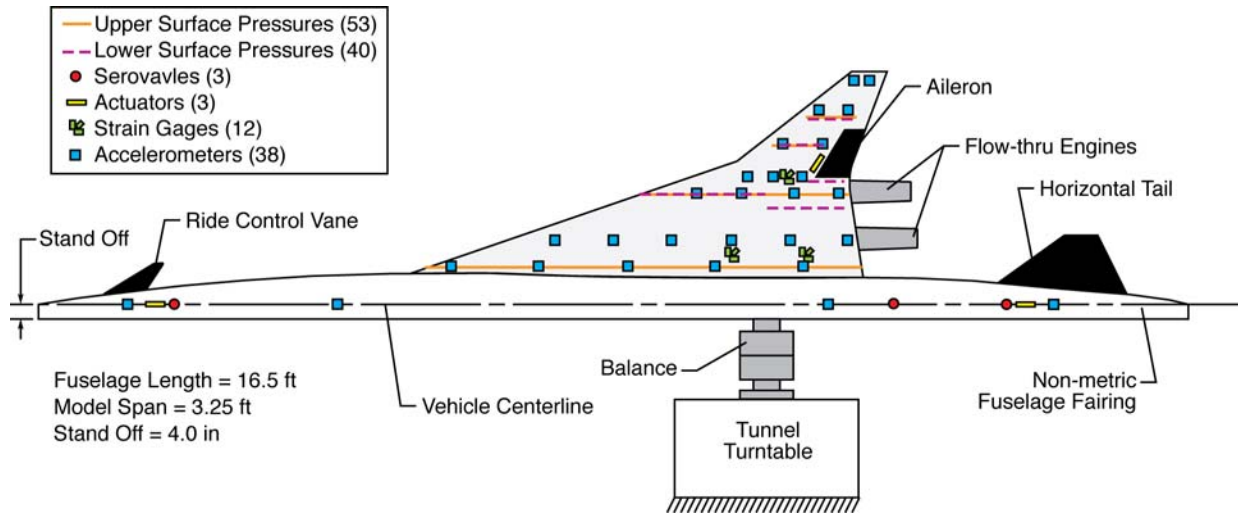 Upper Surface Pressures (53)
Lower Surface Pressures (40)
Serovavles (3)
Actuators (3)
Strain Gages (12)
Accelerometers (38)
Aileron
Flow-thru Engines
Horizontal Tail
Ride Control Vane
Stand Off
Fuselage Length = 16.5 ft
Model Span = 3.25 ft
Stand Off = 4.0 in
Vehicle Centerline
Balance
Tunnel
Turntable
Non-metric
Fuselage Fairing